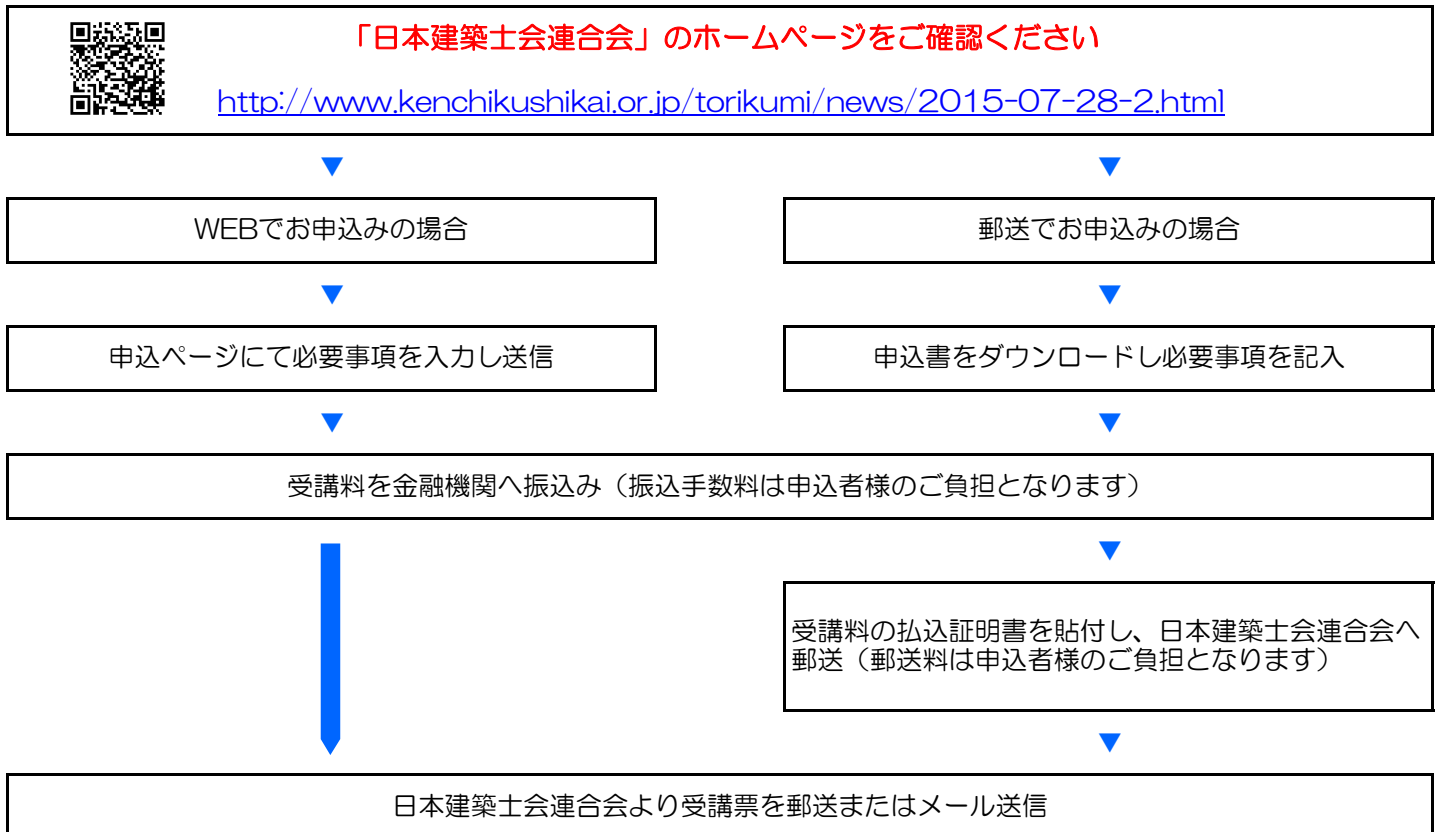 「日本建築士会連合会」のホームページをご確認ください
http://www.kenchikushikai.or.jp/torikumi/news/2015-07-28-2.html
WEBでお申込みの場合
郵送でお申込みの場合
申込ページにて必要事項を入力し送信
申込書をダウンロードし必要事項を記入
受講料を金融機関へ振込み（振込手数料は申込者様のご負担となります）
受講料の払込証明書を貼付し、日本建築士会連合会へ
郵送（郵送料は申込者様のご負担となります）
日本建築士会連合会より受講票を郵送またはメール送信